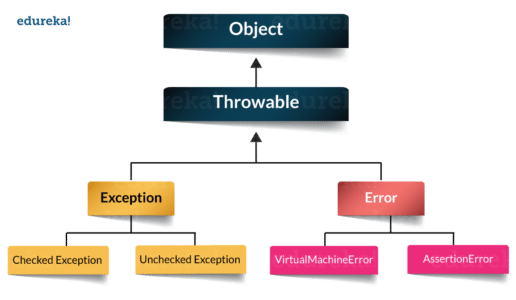 edureka!
Object
Throwable
Exception
Error
Checked Exception
Unchecked Exception
VirtualMachineError
AssertionError